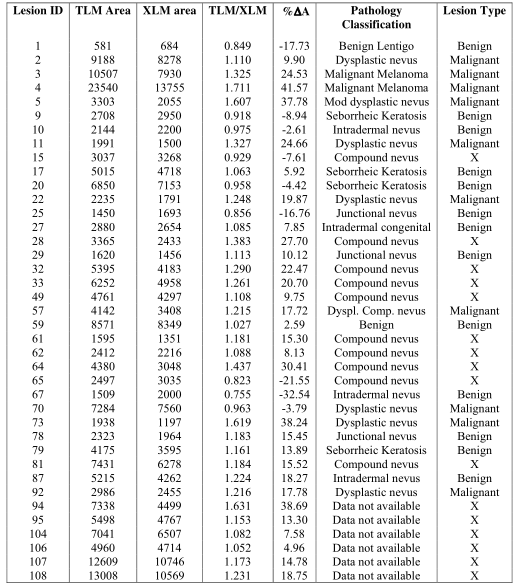 Lesion ID TLM Area XLM area TLM/XLM %ΔA Pathology Classification Lesion Type
1 581 684 0.849 -17.73 Benign Lentigo Benign
2 9188 8278 1.110 9.90 Dysplastic nevus Malignant
3 10507 7930 1.325 24.53 Malignant Melanoma Malignant
4 23540 13755 1.711 41.57 Malignant Melanoma Malignant
5 3303 2055 1.607 37.78 Mod dysplastic nevus Malignant
9 2708 2950 0.918 -8.94 Seborrheic Keratosis Benign
10 2144 2200 0.975 -2.61 Intradermal nevus Benign
11 1991 1500 1.327 24.66 Dysplastic nevus Malignant
15 3037 3268 0.929 -7.61 Compound nevus X
17 5015 4718 1.063 5.92 Seborrheic Keratosis Benign
20 6850 7153 0.958 -4.42 Seborrheic Keratosis Benign
22 2235 1791 1.248 19.87 Dysplastic nevus Malignant
25 1450 1693 0.856 -16.76 Junctional nevus Benign
27 2880 2654 1.085 7.85 Intradermal congenital Benign
28 3365 2433 1.383 27.70 Compound nevus X
29 1620 1456 1.113 10.12 Junctional nevus Benign
32 5395 4183 1.290 22.47 Compound nevus X
33 6252 4958 1.261 20.70 Compound nevus X
49 4761 4297 1.108 9.75 Compound nevus X
57 4142 3408 1.215 17.72 Dyspl. Comp. nevus Malignant
59 8571 8349 1.027 2.59 Benign Benign
61 1595 1351 1.181 15.30 Compound nevus X
62 2412 2216 1.088 8.13 Compound nevus X
64 4380 3048 1.437 30.41 Compound nevus X
65 2497 3035 0.823 -21.55 Compound nevus X
67 1509 2000 0.755 -32.54 Intradermal nevus Benign
70 7284 7560 0.963 -3.79 Dysplastic nevus Malignant
73 1938 1197 1.619 38.24 Dysplastic nevus Malignant
78 2323 1964 1.183 15.45 Junctional nevus Benign
79 4175 3595 1.161 13.89 Seborrheic Keratosis Benign
81 7431 6278 1.184 15.52 Compound nevus X
87 5215 4262 1.224 18.27 Intradermal nevus Benign
92 2986 2455 1.216 17.78 Dysplastic nevus Malignant
94 7338 4499 1.631 38.69 Data not available X
95 5498 4767 1.153 13.30 Data not available X
104 7041 6507 1.082 7.58 Data not available X
106 4960 4714 1.052 4.96 Data not available X
107 12609 10746 1.173 14.78 Data not available X
108 13008 10569 1.231 18.75 Data not available X